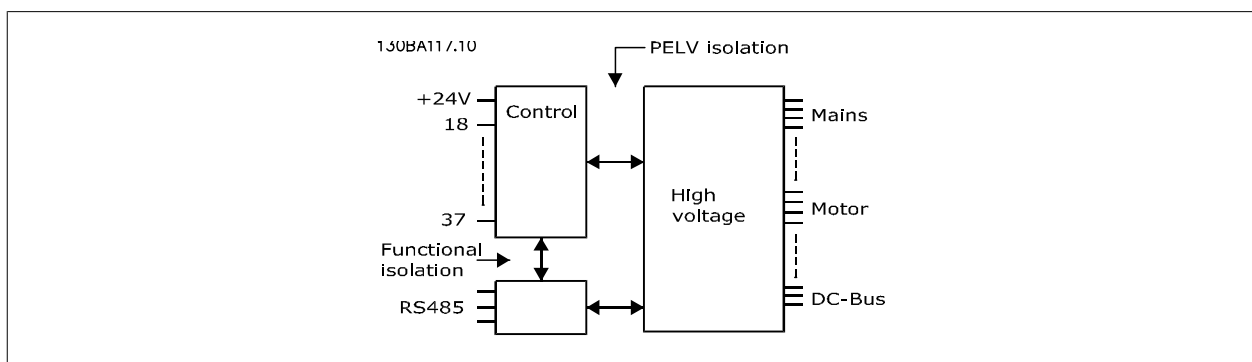 130BA117.10
PELV isolation
+24V
Control
18
Mains
High
voltage
Motor
37
Functional
isolation
RS485
DC-Bus